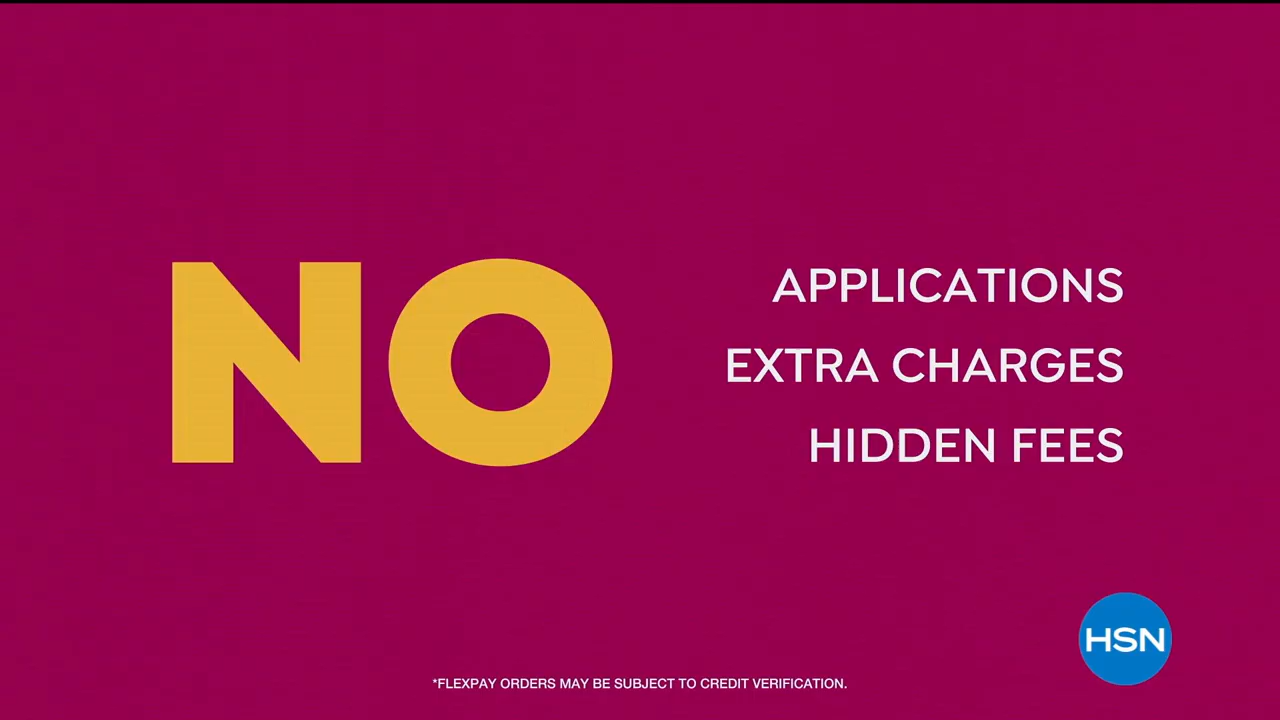 NO
APPLICATIONS
EXTRA CHARGES
HIDDEN FEES
HSN
*FLEXPAY ORDERS MAY BE SUBJECT TO CREDIT VERIFICATION.